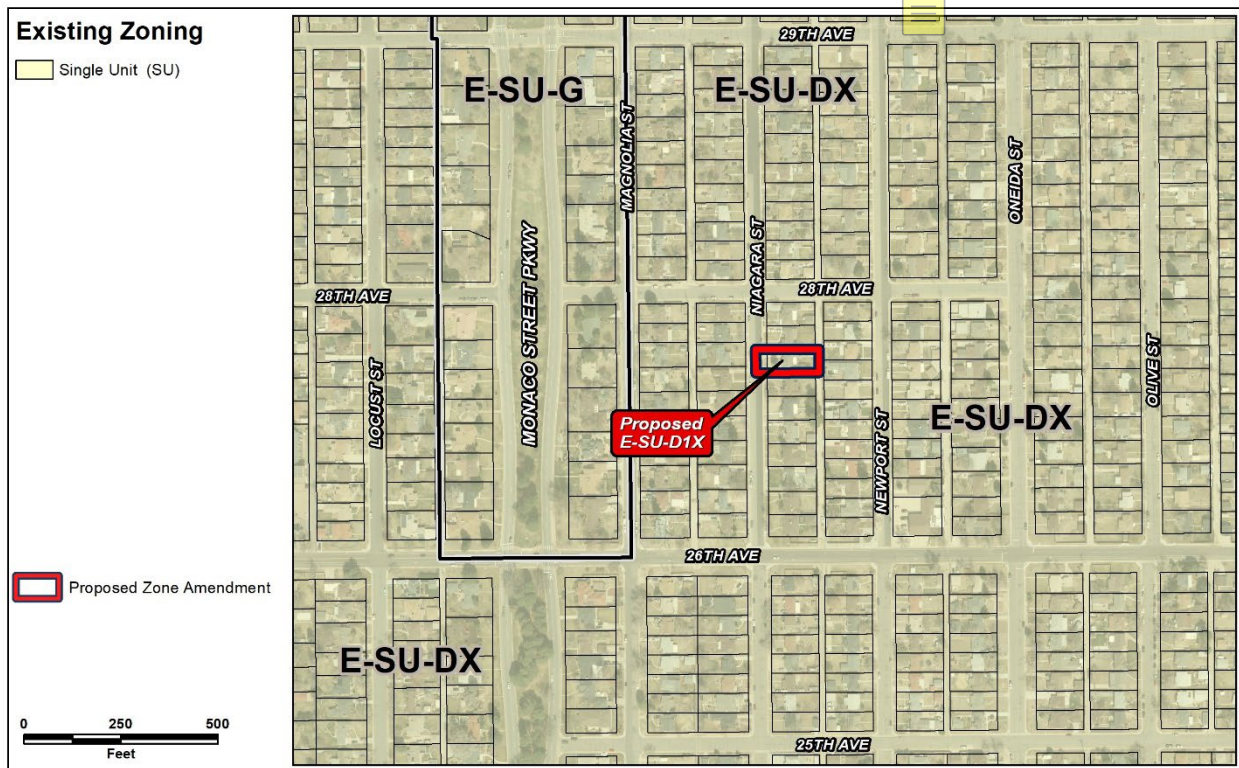 Existing Zoning
Single Unit (SU)
Proposed Zone Amendment
0 250 500
Feet
29TH AVE
E-SU-G
E-SU-DX
MAGNOLIA ST
ONEIDA ST
MONACO STREET PKWY
NIAGARA ST
28TH AVE
28TH AVE
LOCUST ST
OLIVE ST
Proposed
E-SU-D1X
NEWPORT ST
E-SU-DX
26TH AVE
E-SU-DX
25TH AVE